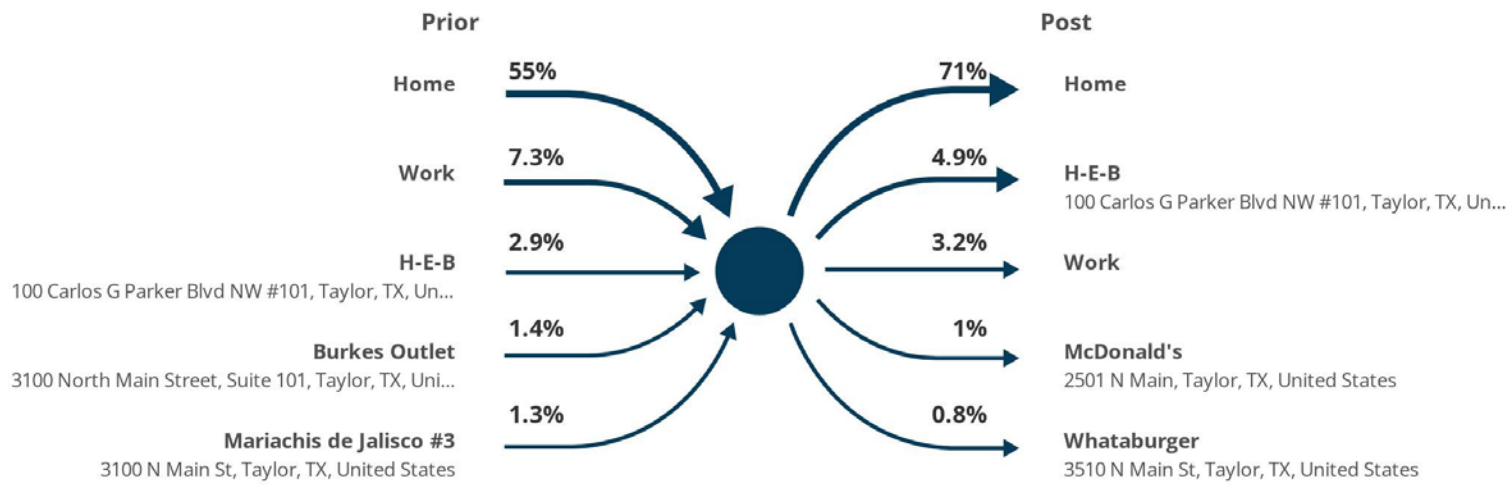 Prior
55%
Home
7.3%
Work
2.9%
H-E-B
100 Carlos G Parker Blvd NW #101, Taylor, TX, Un...
1.4%
Burkes Outlet
3100 North Main Street, Suite 101, Taylor, TX, Uni...
1.3%
Mariachis de Jalisco #3
3100 N Main St, Taylor, TX, United States
Post
71%
Home
4.9%
H-E-B
100 Carlos G Parker Blvd NW #101, Taylor, TX, Un...
3.2%
Work
1%
McDonald's
2501 N Main, Taylor, TX, United States
0.8%
Whataburger
3510 N Main St, Taylor, TX, United States